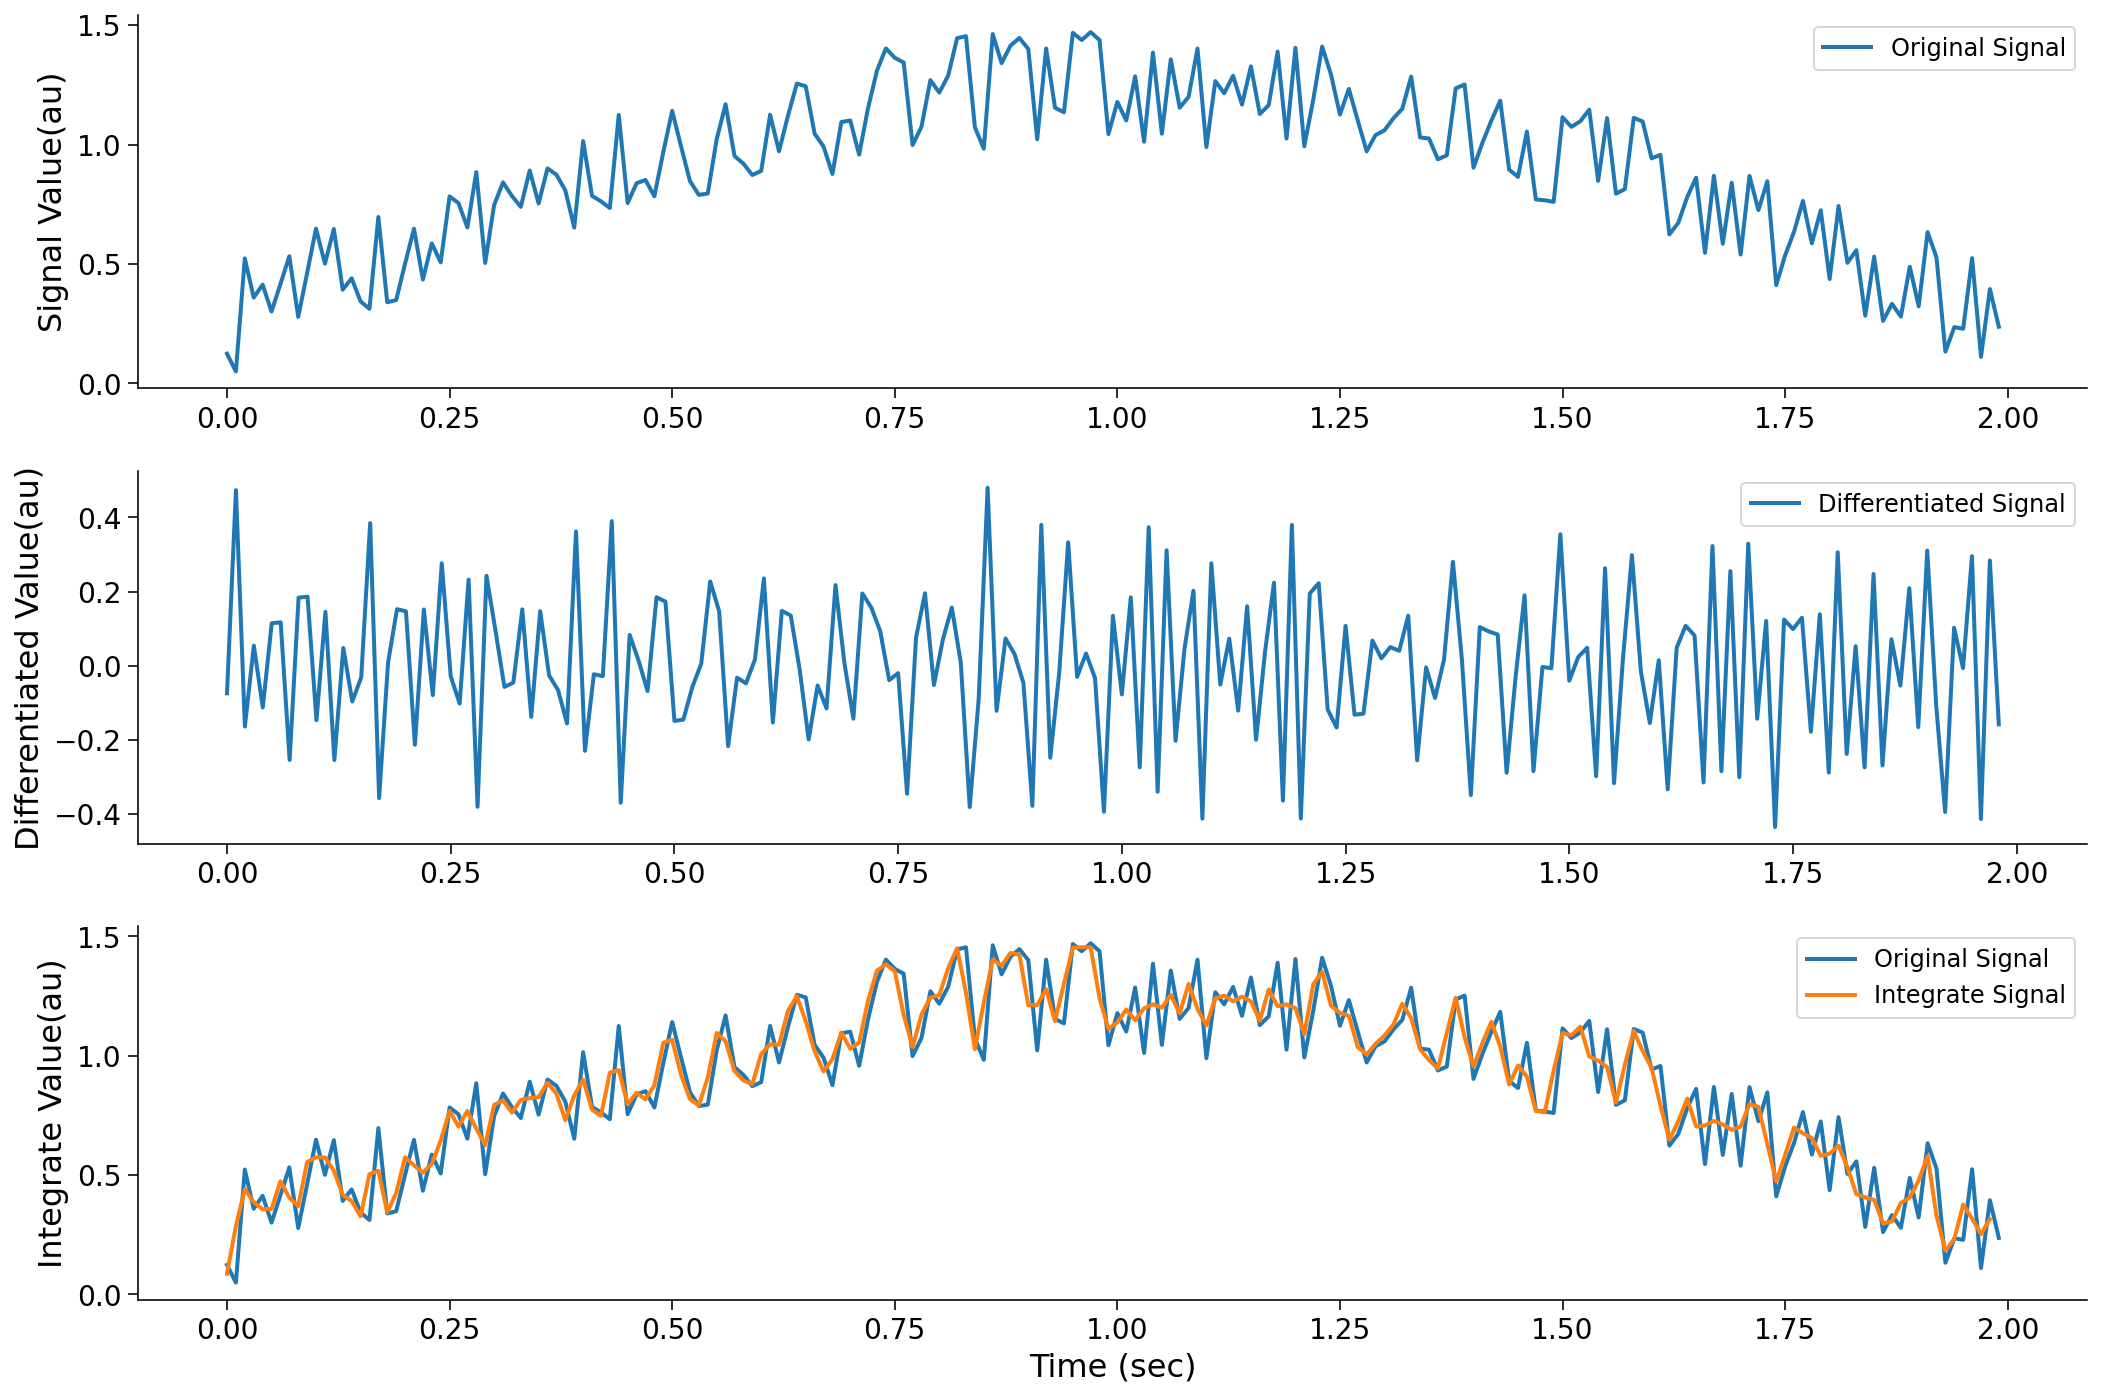 Signal Value(au)
1.5
1.0
0.5
0.0
Original Signal
0.00 0.25 0.50 0.75 1.00 1.25 1.50 1.75 2.00
Differentiated Value(au)
0.4
0.2
0.0
−0.2
−0.4
Differentiated Signal
0.00 0.25 0.50 0.75 1.00 1.25 1.50 1.75 2.00
Integrate Value(au)
1.5
1.0
0.5
0.0
Original Signal
Integrate Signal
0.00 0.25 0.50 0.75 1.00 1.25 1.50 1.75 2.00
Time (sec)